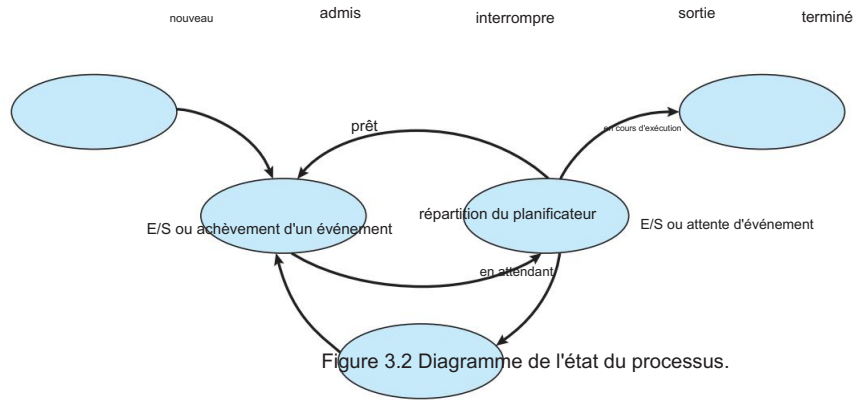 nouveau
admis
interrompre
sortie
terminé
prêt
en cours d'exécution
répartition du planificateur
E/S ou achèvement d'un événement
E/S ou attente d'événement
en attendant
Figure 3.2 Diagramme de l'état du processus.